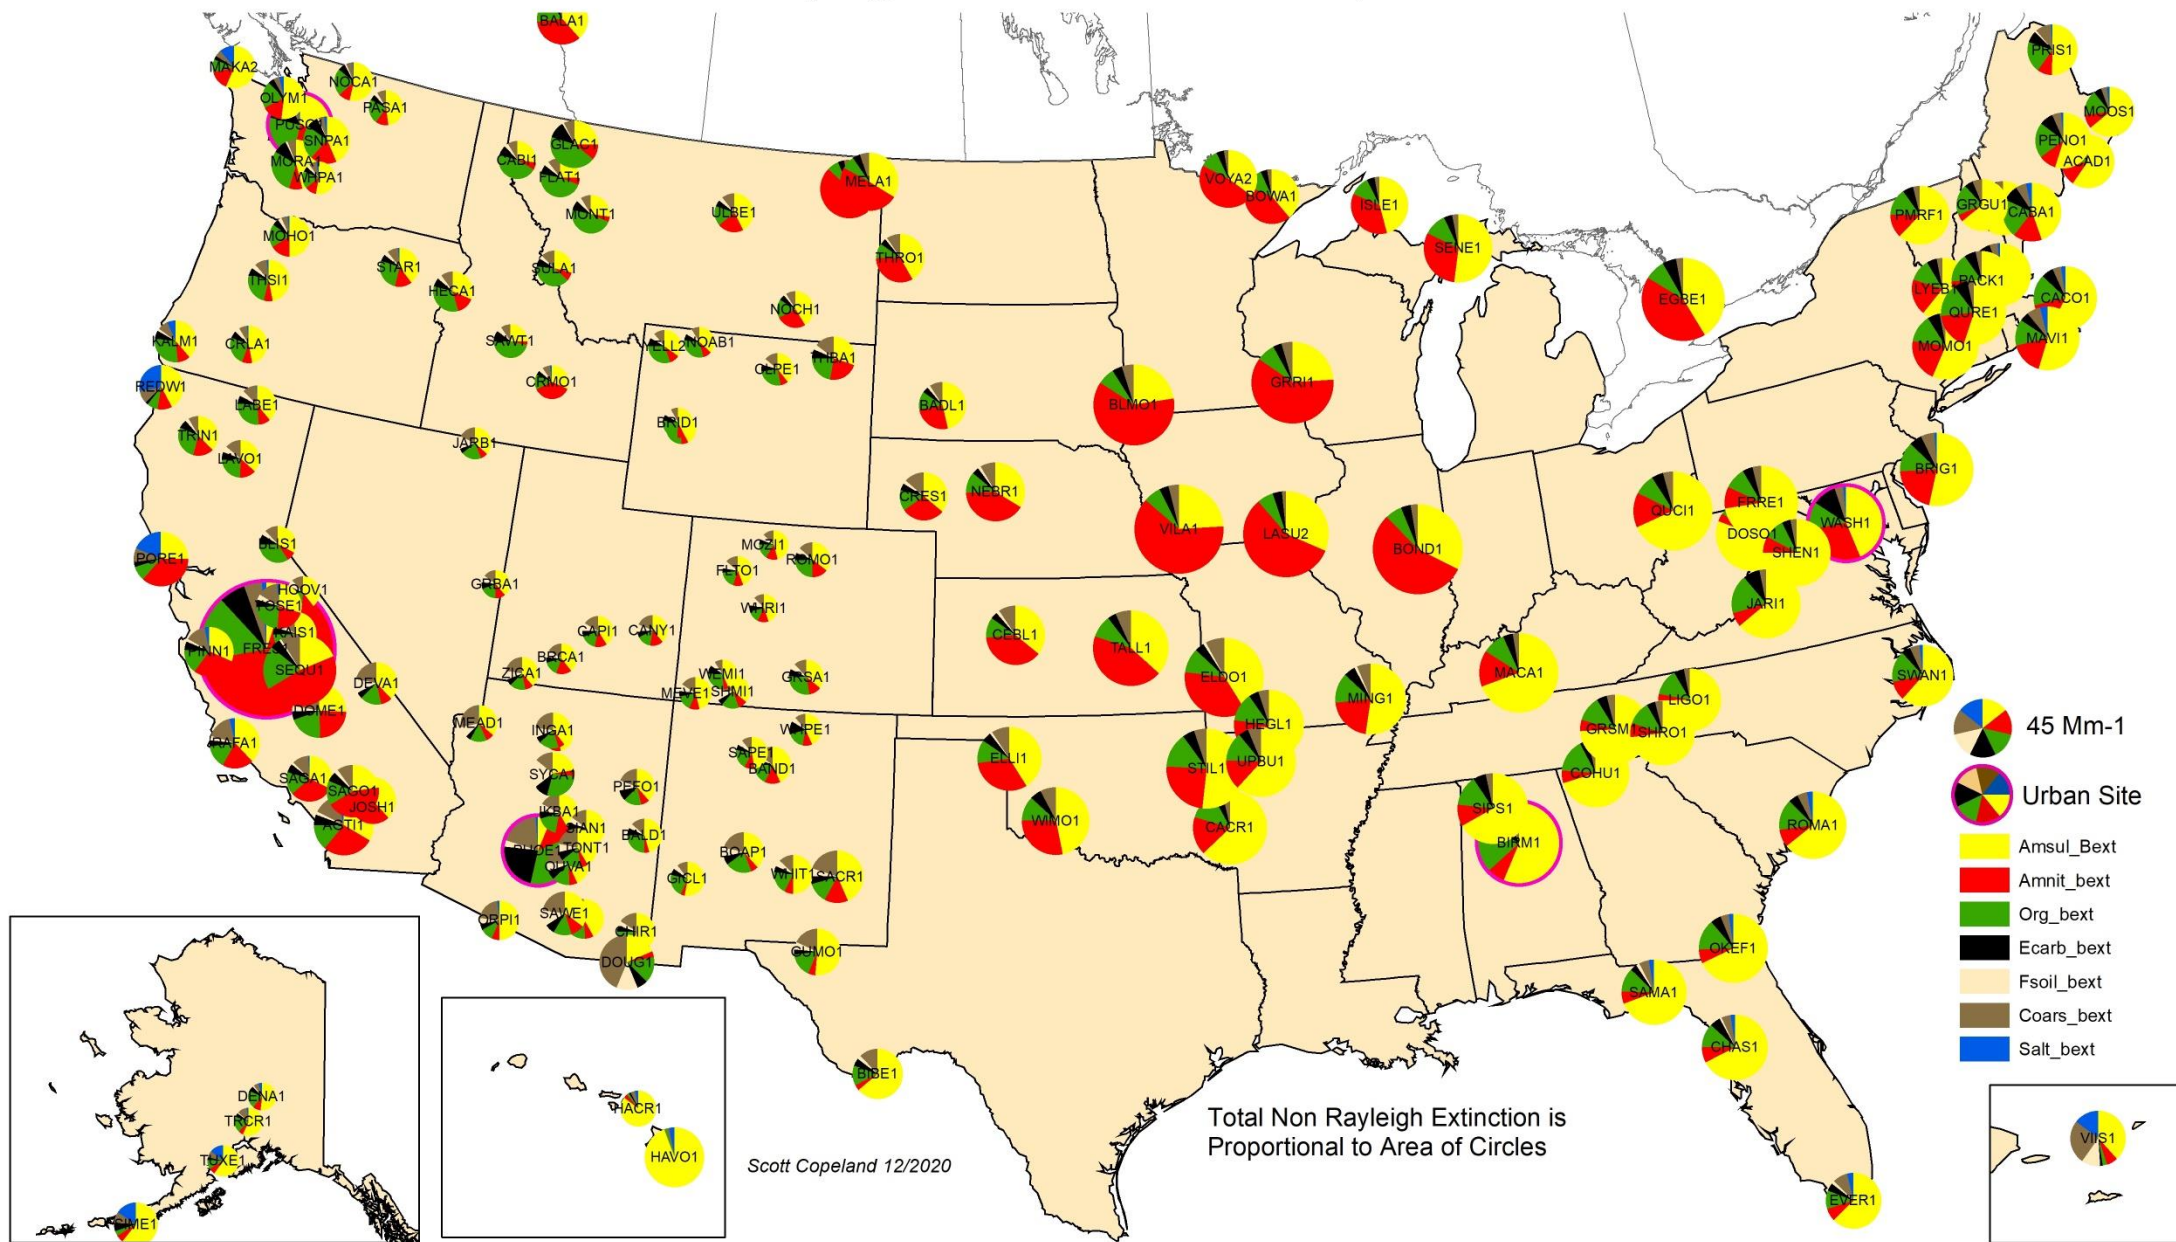 BALA1
MAKA2
NOCA1
PASA1
OLYM1
SNPA1
MORA1
WHPA1
CABI1
GLAC1
FLAT1
MONT1
ULBE1
MELA1
VOYA2
BOWA1
ISLE1
SENE1
PRIS1
MOOS1
PENO1
ACAD1
PMRF1
GRGU1
CABA1
MOHO1
THSI1
STAR1
HECA1
SULA1
THRO1
EGBE1
PACK1
CACO1
QURE1
MOMO1
MAVI1
KALM1
CRLA1
SAWT1
NOCH1
YELL2
NOAB1
CLPE1
THBA1
REDW1
LABE1
CRMO1
BADL1
BLMO1
GRRI1
TRIN1
LAVO1
JARB1
BRID1
CRES1
NEBR1
VILA1
LASU2
BOND1
QUCI1
FRRE1
DOSO1
WASH1
SHEN1
BRIG1
PORE1
BLIS1
GRBA1
MOZI1
ROMO1
FLTO1
WHRI1
HOOV1
YOSE1
KAIS1
PINN1
SEQU1
CAPI1
CANY1
BRCA1
ZICA1
DEVA1
DOME1
WEMI1
SHMI1
MEVE1
GRSA1
CEBL1
TALL1
ELDO1
MING1
MACA1
JARI1
SWAN1
HEGL1
UPBU1
STIL1
CACR1
LIGO1
GRSM1
SHRO1
COHU1
RAFA1
SAGA1
SAGO1
JOSH1
AGTI1
MEAD1
INGA1
SYCA1
PEFO1
IKBA1
SIAN1
TONT1
BALD1
WHPE1
SAPE1
BAND1
ELLI1
WIMO1
BOAP1
GICL1
WHIT1
SACR1
ORPI1
SAWE1
CHIR1
DOUG1
GUMO1
BIBE1
SIPS1
BIRM1
ROMA1
OKEF1
SAMA1
CHAS1
EVER1
45 Mm-1
Urban Site
Amsul_Bext
Amnit_bext
Org_bext
Ecarb_bext
Fsoil_bext
Coars_bext
Salt_bext
DENA1
TRCR1
TUXE1
SIME1
HACR1
HAVO1
Scott Copeland 12/2020
Total Non Rayleigh Extinction is
Proportional to Area of Circles
VIIS1